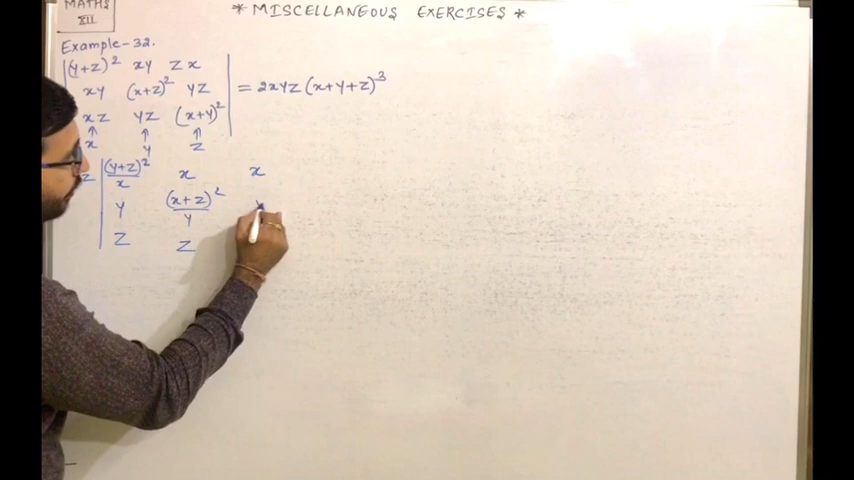 MATHS
XII
* MISCELLANEOUS EXERCISES *
Example-32.
(y+z)² xy zx
xy (x+z)² yz = 2xyz(x+y+z)³
xz yz (x+y)²
↑ ↑ ↑
x y z
z (y+z)²/x x x
y (x+z)²/y
z z